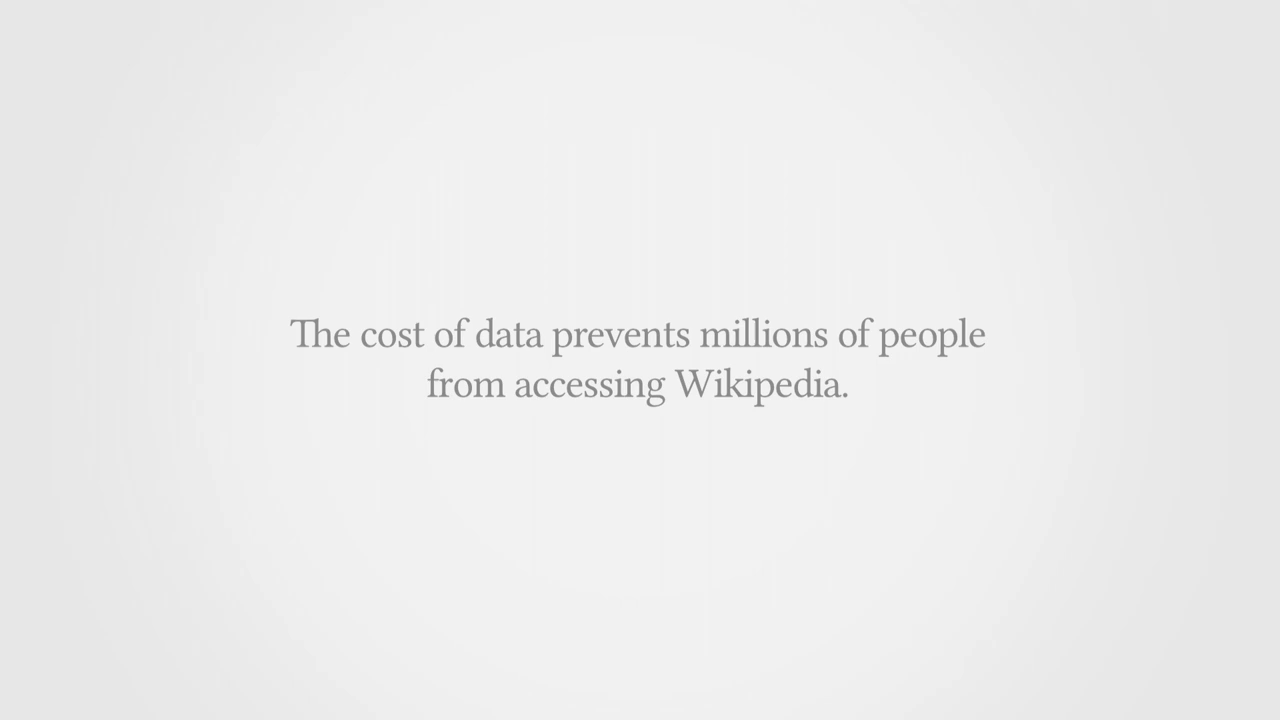 The cost of data prevents millions of people
from accessing Wikipedia.